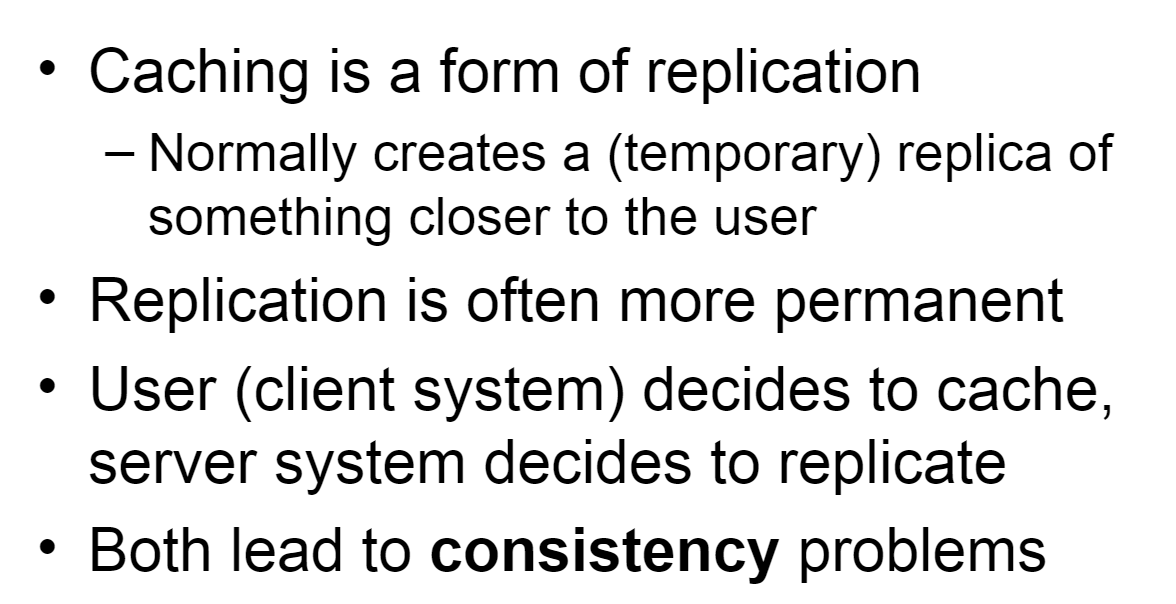 • Caching is a form of replication
– Normally creates a (temporary) replica of
something closer to the user
• Replication is often more permanent
• User (client system) decides to cache,
server system decides to replicate
• Both lead to consistency problems